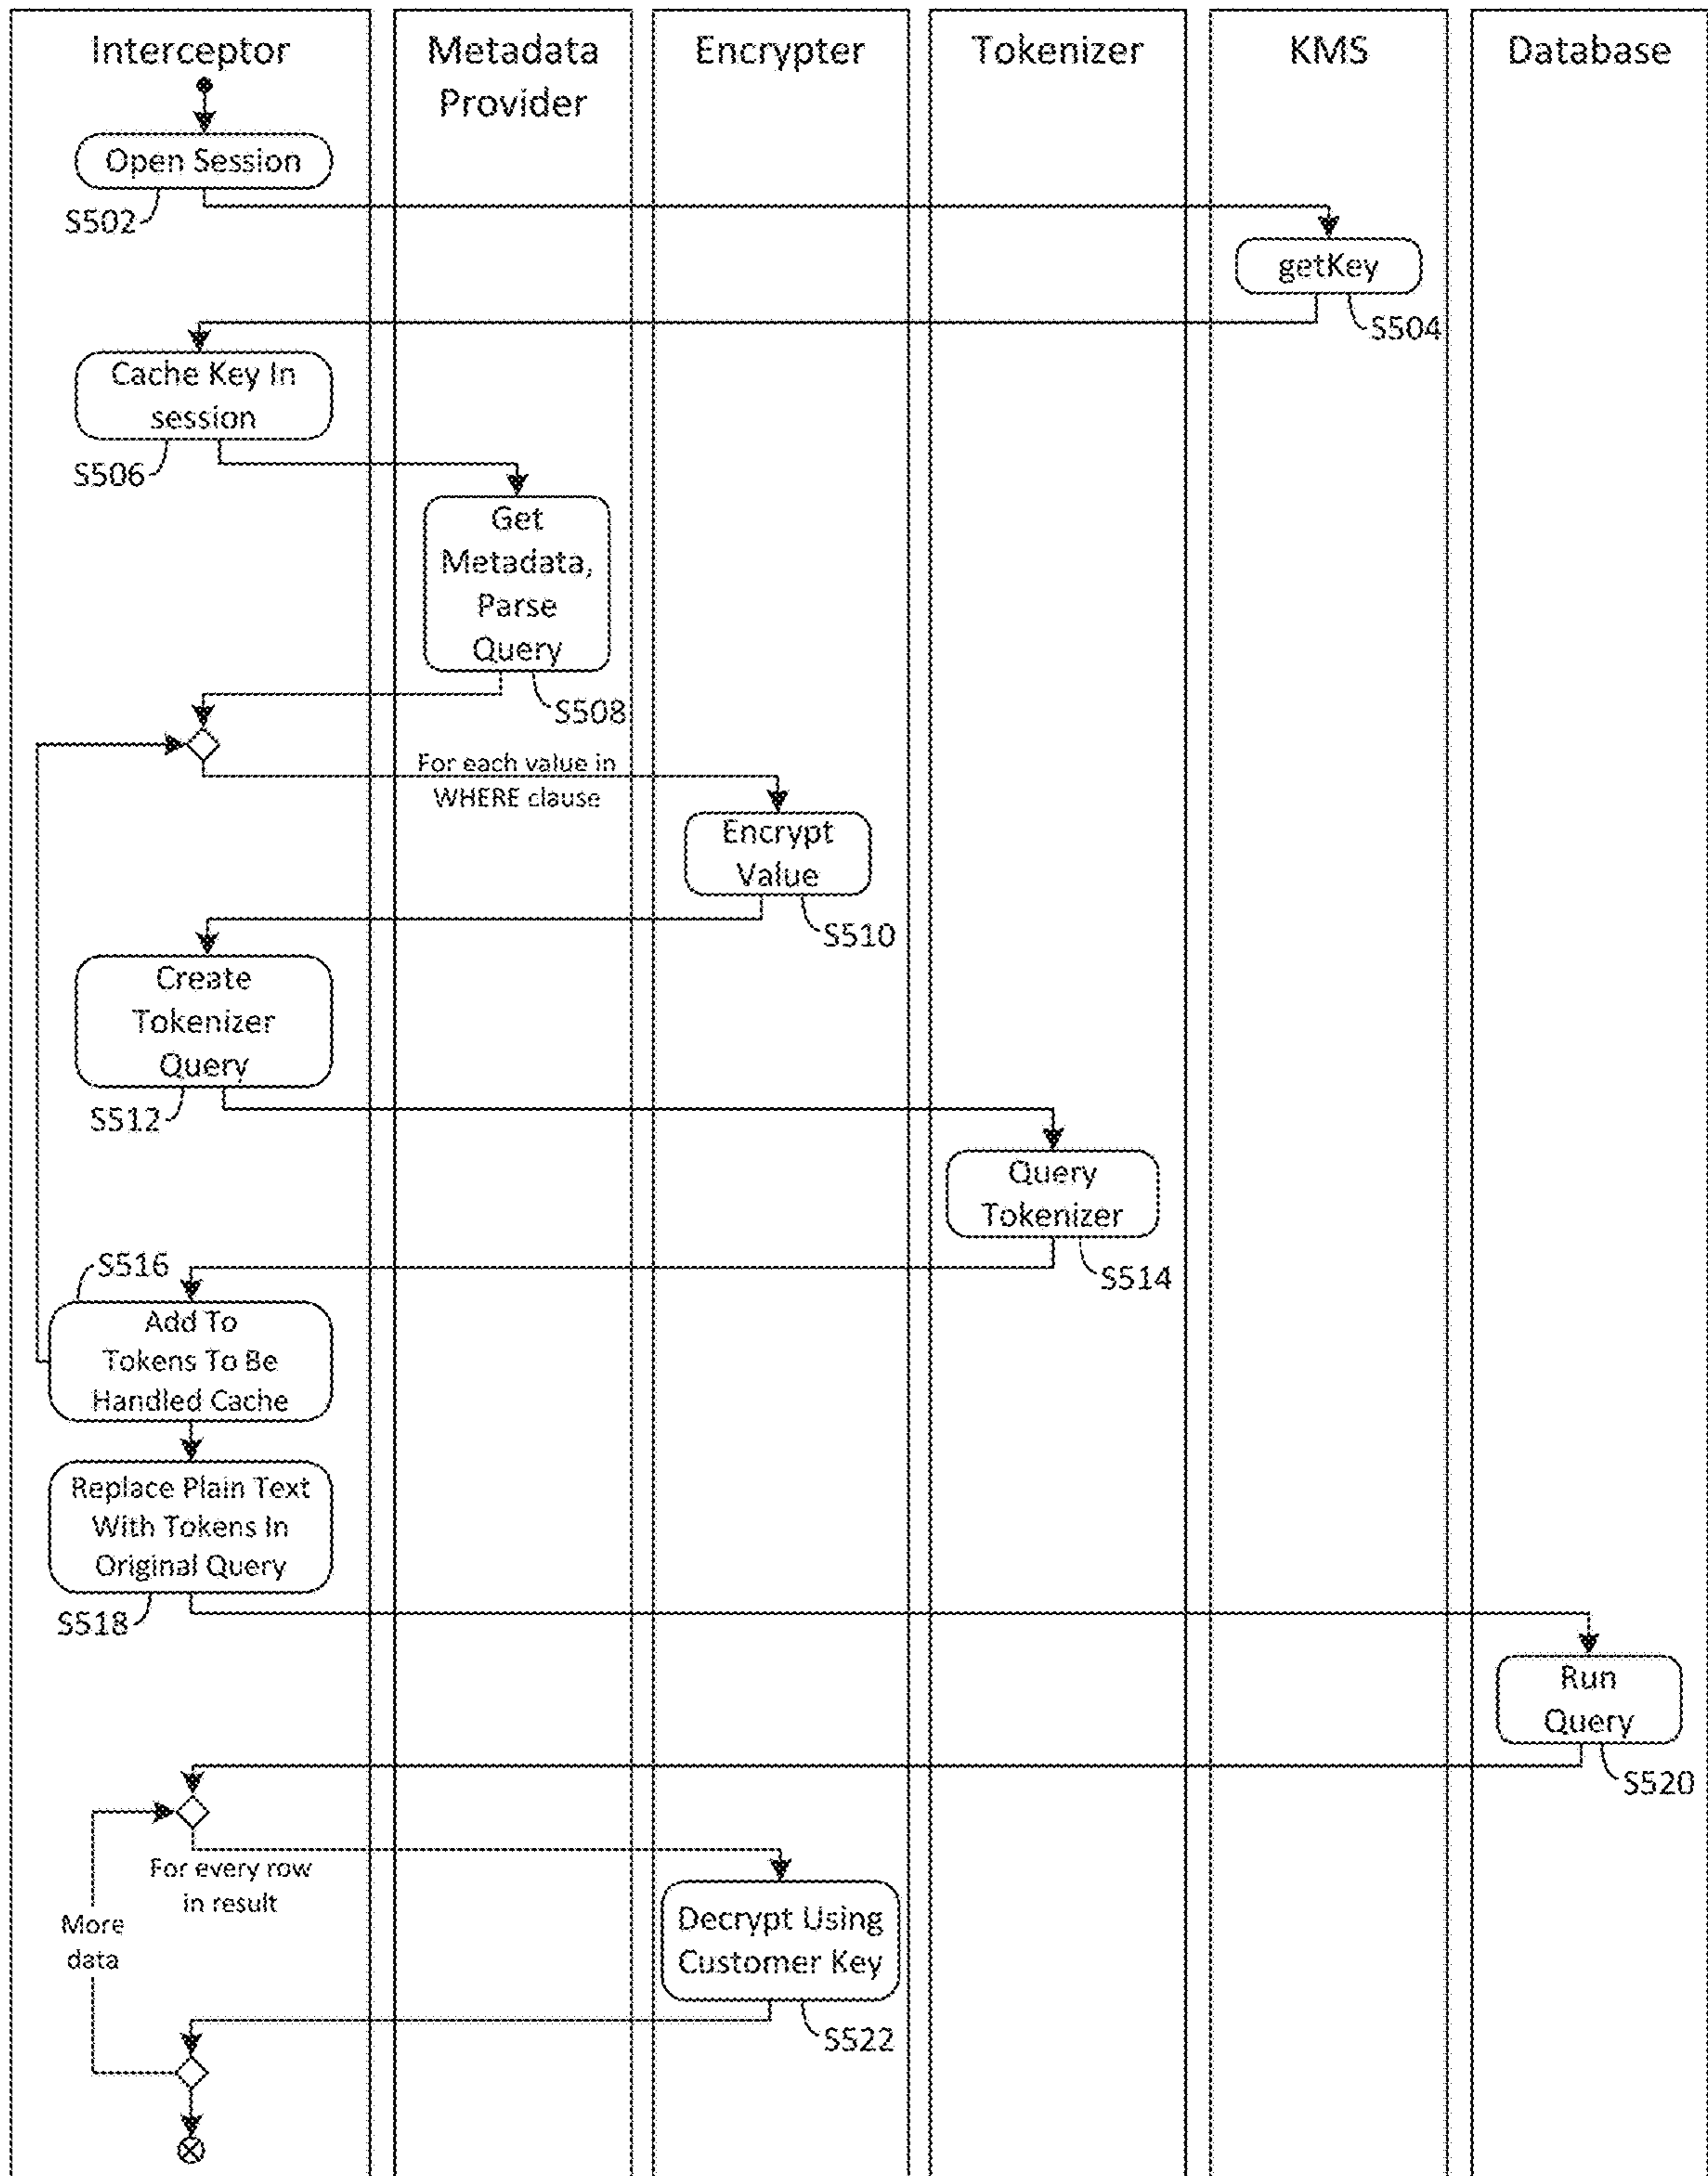 Interceptor
Metadata
Provider
Encrypter
Tokenizer
KMS
Database
Open Session
S502
getKey
S504
Cache Key In
session
S506
Get
Metadata,
Parse
Query
S508
For each value in
WHERE clause
Encrypt
Value
S510
Create
Tokenizer
Query
S512
Query
Tokenizer
S514
S516
Add To
Tokens To Be
Handled Cache
Replace Plain Text
With Tokens In
Original Query
S518
Run
Query
S520
For every row
in result
More
data
Decrypt Using
Customer Key
S522